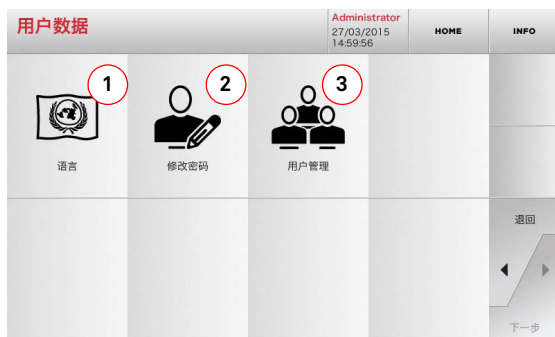 用户数据
Administrator
27/03/2015
14:59:56
HOME
INFO
1
2
3
语言
修改密码
用户管理
退回
下一步